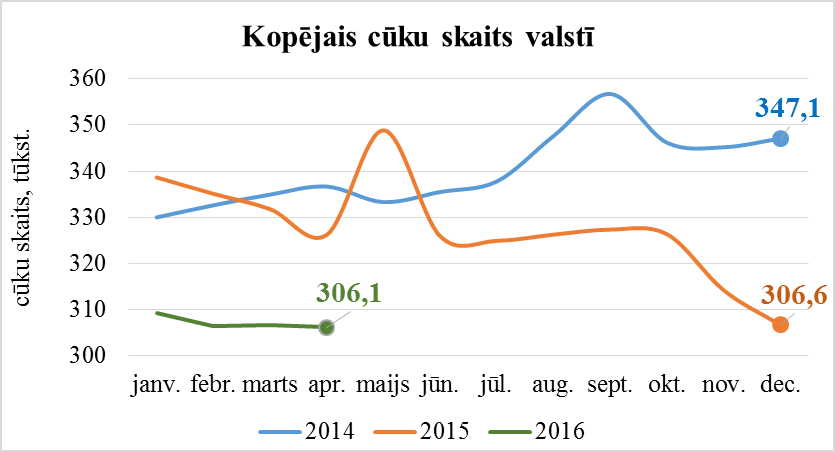 Kopējais cūku skaits valstī
cūku skaits, tūkst.
360
350
340
330
320
310
300
347,1
306,1
306,6
janv. febr. marts apr. maijs jūn. jūl. aug. sept. okt. nov. dec.
2014 2015 2016